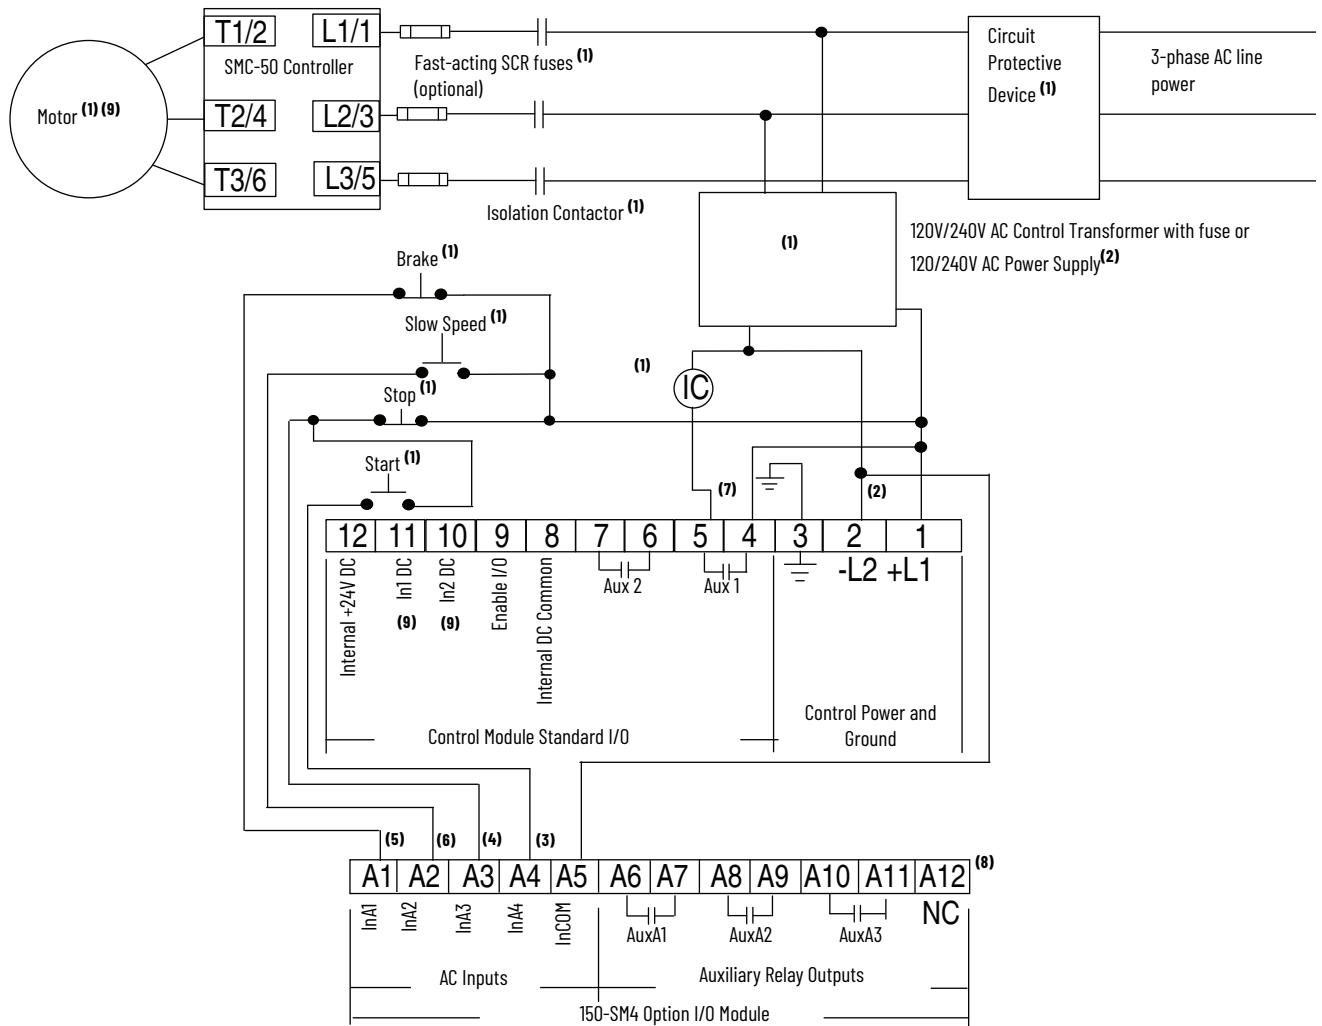 T1/2 L1/1
SMC-50 Controller
Fast-acting SCR fuses (1)
(optional)
Circuit
Protective
Device (1)
3-phase AC line
power
Motor (1) (9)
T2/4 L2/3
T3/6 L3/5
Isolation Contactor (1)
(1)
120V/240V AC Control Transformer with fuse or
120/240V AC Power Supply(2)
Brake (1)
Slow Speed (1)
Stop (1)
(1)
IC
Start (1)
(7)
(2)
12 11 10 9 8 7 6 5 4 3 2 1
Internal +24V DC
In1 DC
(9)
In2 DC
(9)
Enable I/O
Internal DC Common
Aux 2
Aux 1
-L2 +L1
Control Module Standard I/O
Control Power and
Ground
(5) (6) (4) (3)
A1 A2 A3 A4 A5 A6 A7 A8 A9 A10 A11 A12 (8)
InA1
InA2
InA3
InA4
InCOM
AuxA1
AuxA2
AuxA3
NC
AC Inputs
Auxiliary Relay Outputs
150-SM4 Option I/O Module